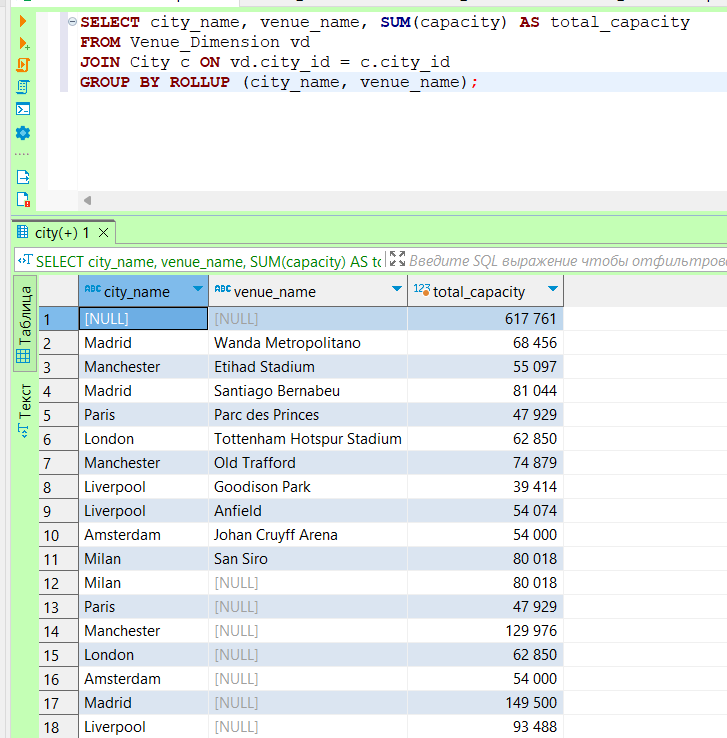 SELECT city_name, venue_name, SUM(capacity) AS total_capacity
FROM Venue_Dimension vd
JOIN City c ON vd.city_id = c.city_id
GROUP BY ROLLUP (city_name, venue_name);
city(+) 1
SELECT city_name, venue_name, SUM(capacity) AS to Введите SQL выражение чтобы отфильтрова
Таблица
Текст
ABC city_name ABC venue_name 123 total_capacity
1 [NULL] [NULL] 617 761
2 Madrid Wanda Metropolitano 68 456
3 Manchester Etihad Stadium 55 097
4 Madrid Santiago Bernabeu 81 044
5 Paris Parc des Princes 47 929
6 London Tottenham Hotspur Stadium 62 850
7 Manchester Old Trafford 74 879
8 Liverpool Goodison Park 39 414
9 Liverpool Anfield 54 074
10 Amsterdam Johan Cruyff Arena 54 000
11 Milan San Siro 80 018
12 Milan [NULL] 80 018
13 Paris [NULL] 47 929
14 Manchester [NULL] 129 976
15 London [NULL] 62 850
16 Amsterdam [NULL] 54 000
17 Madrid [NULL] 149 500
18 Liverpool [NULL] 93 488